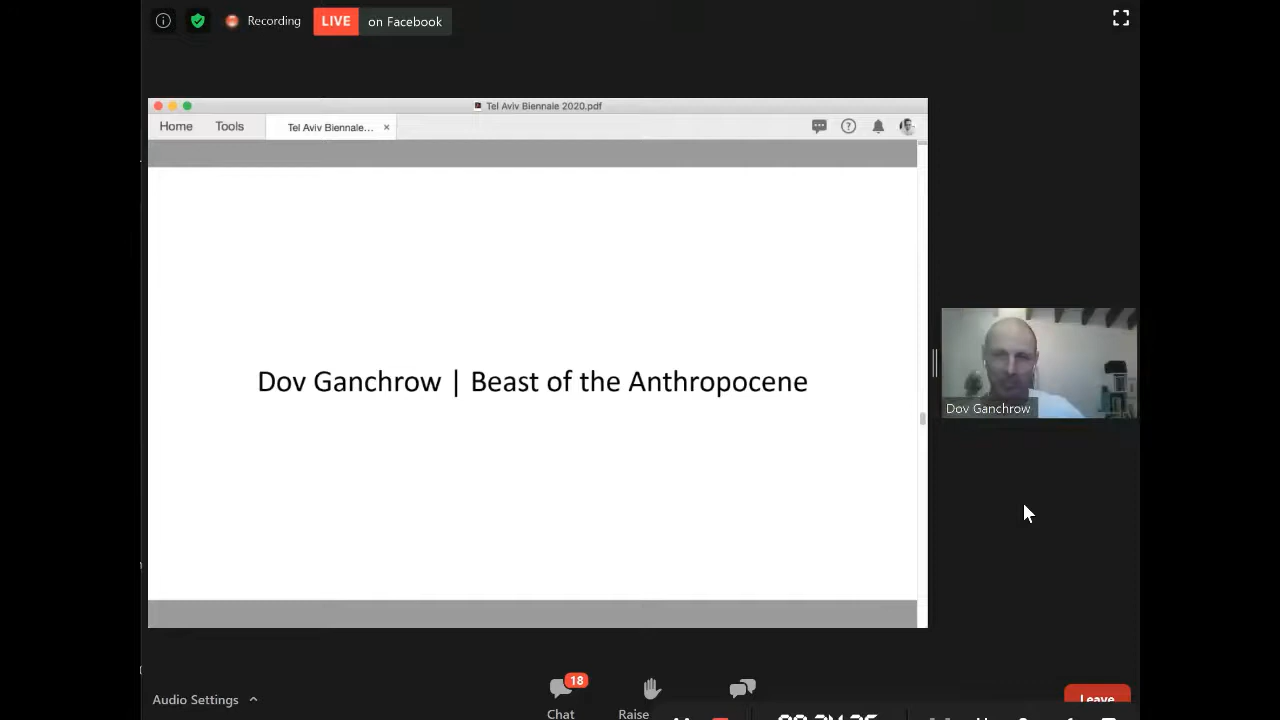 Recording
LIVE on Facebook
Tel Aviv Biennale 2020.pdf
Home Tools Tel Aviv Biennale...
Dov Ganchrow | Beast of the Anthropocene
Dov Ganchrow
18
Audio Settings
Chat
Raise
Leave